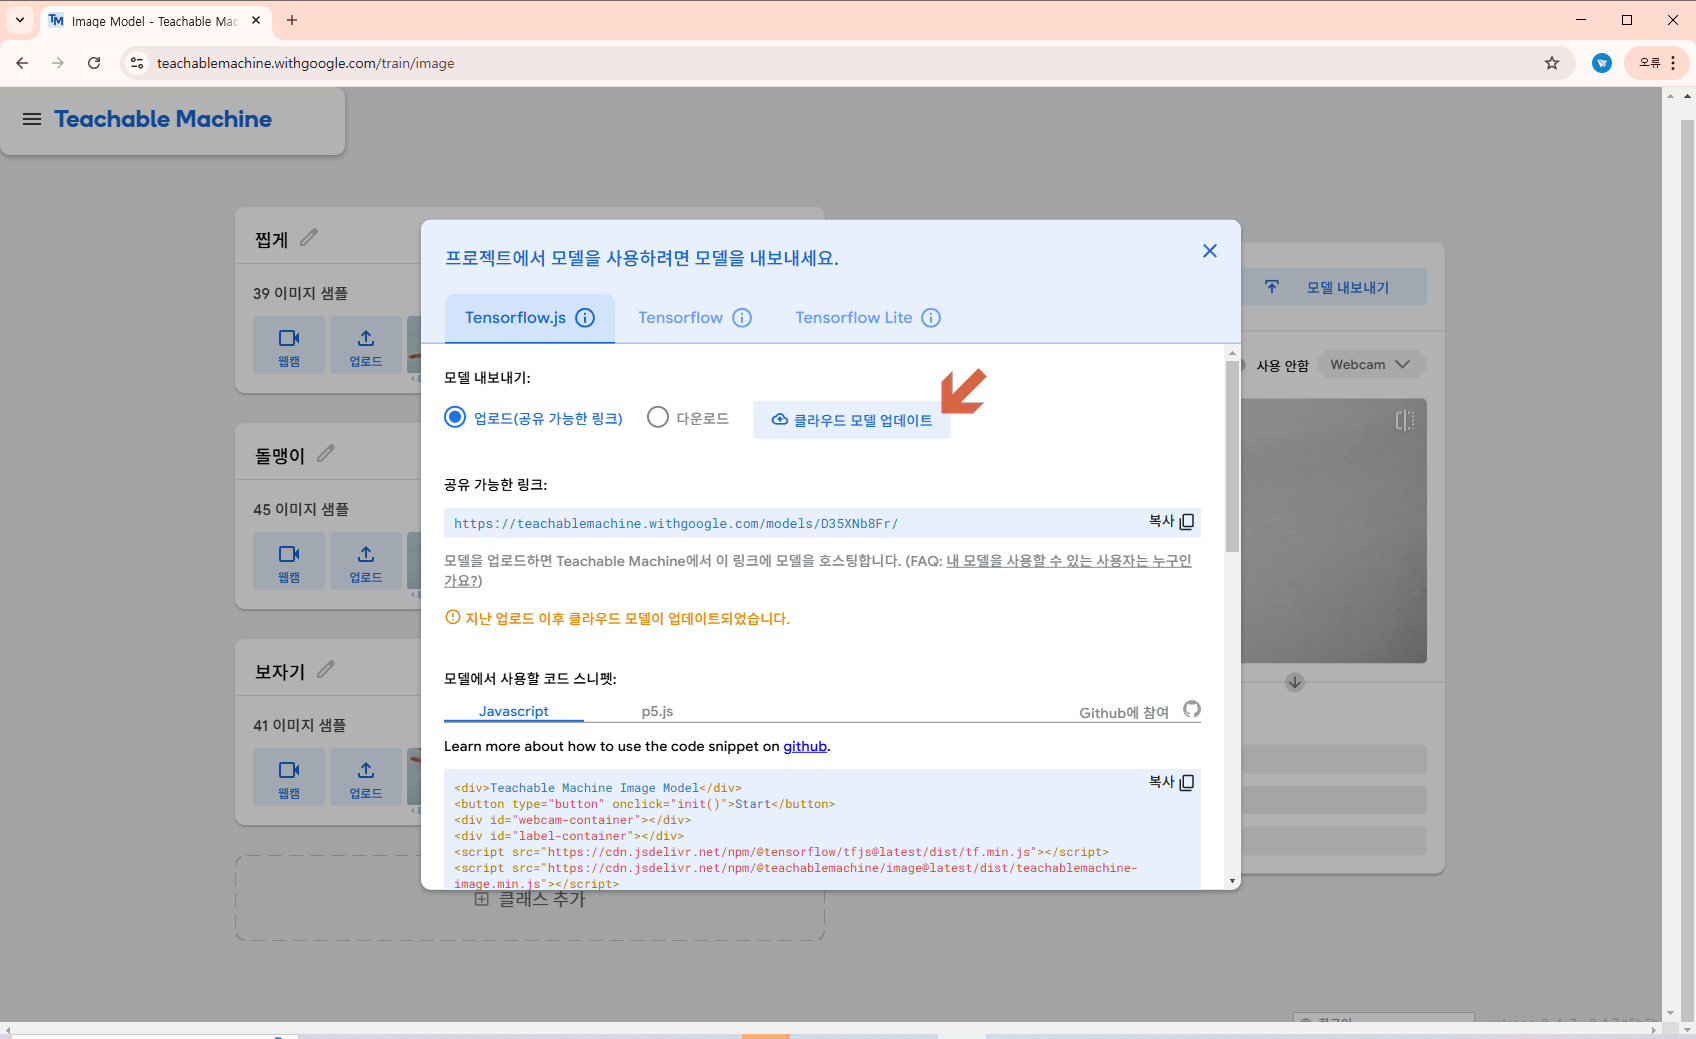 Image Model - Teachable Mac
teachablemachine.withgoogle.com/train/image
오류
Teachable Machine
찝게
39 이미지 샘플
웹캠
업로드
돌맹이
45 이미지 샘플
웹캠
업로드
보자기
41 이미지 샘플
웹캠
업로드
클래스 추가
프로젝트에서 모델을 사용하려면 모델을 내보내세요.
Tensorflow.js
Tensorflow
Tensorflow Lite
모델 내보내기:
업로드(공유 가능한 링크)
다운로드
클라우드 모델 업데이트
공유 가능한 링크:
https://teachablemachine.withgoogle.com/models/D35XNb8Fr/
복사
모델을 업로드하면 Teachable Machine에서 이 링크에 모델을 호스팅합니다. (FAQ: 내 모델을 사용할 수 있는 사용자는 누구인
가요?)
지난 업로드 이후 클라우드 모델이 업데이트되었습니다.
모델에서 사용할 코드 스니펫:
Javascript
p5.js
Github에 참여
Learn more about how to use the code snippet on github.
복사
<div>Teachable Machine Image Model</div>
<button type="button" onclick="init()">Start</button>
<div id="webcam-container"></div>
<div id="label-container"></div>
<script src="https://cdn.jsdelivr.net/npm/@tensorflow/tfjs@latest/dist/tf.min.js"></script>
<script src="https://cdn.jsdelivr.net/npm/@teachablemachine/image@latest/dist/teachablemachine-
image.min.js"></script>
모델 내보내기
사용 안함
Webcam